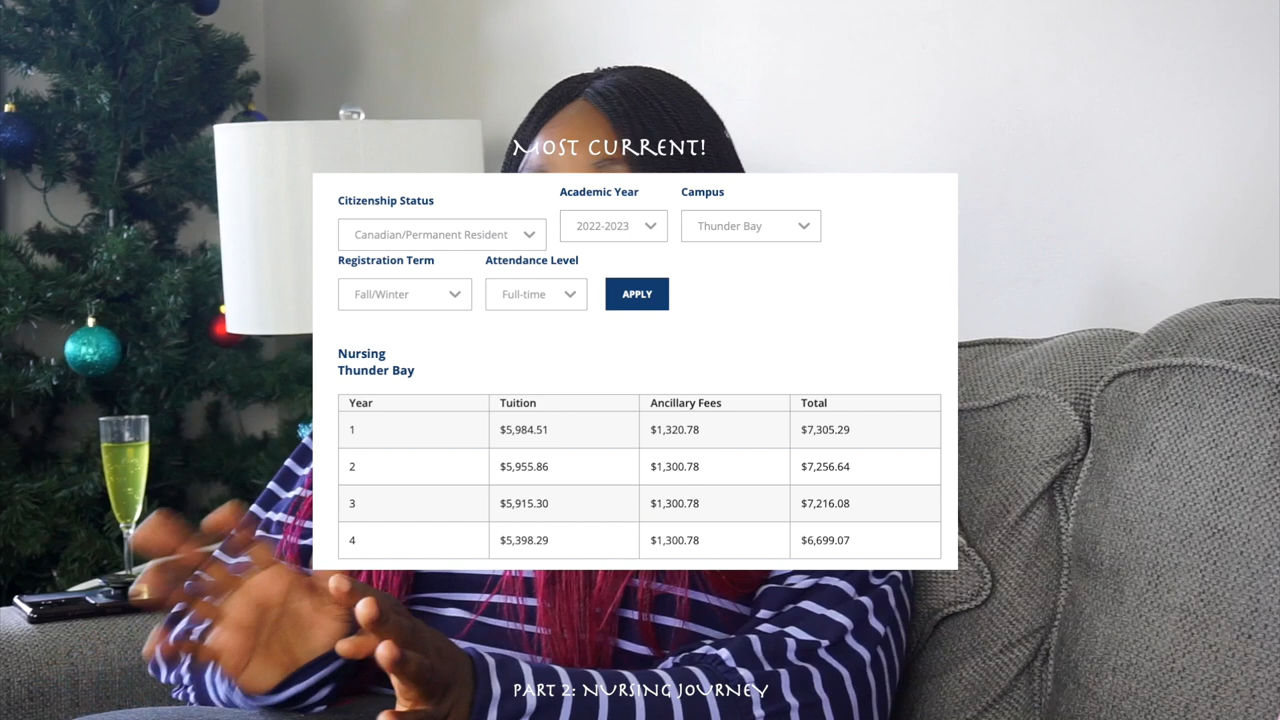 MOST CURRENT!
Citizenship Status Academic Year Campus
Canadian/Permanent Resident 2022-2023 Thunder Bay
Registration Term Attendance Level
Fall/Winter Full-time APPLY
Nursing
Thunder Bay
Year Tuition Ancillary Fees Total
1 $5,984.51 $1,320.78 $7,305.29
2 $5,955.86 $1,300.78 $7,256.64
3 $5,915.30 $1,300.78 $7,216.08
4 $5,398.29 $1,300.78 $6,699.07
PART 2: NURSING JOURNEY